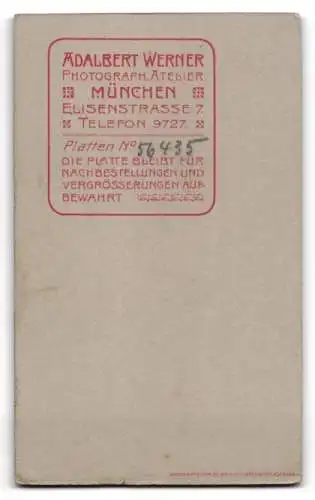 ADALBERT WERNER
PHOTOGRAPH. ATELIER
MÜNCHEN
ELISENSTRASSE 7.
TELEFON 9727.
Platten No 56435
DIE PLATTE BLEIBT FÜR
NACHBESTELLUNGEN UND
VERGRÖSSERUNGEN AUF-
BEWAHRT